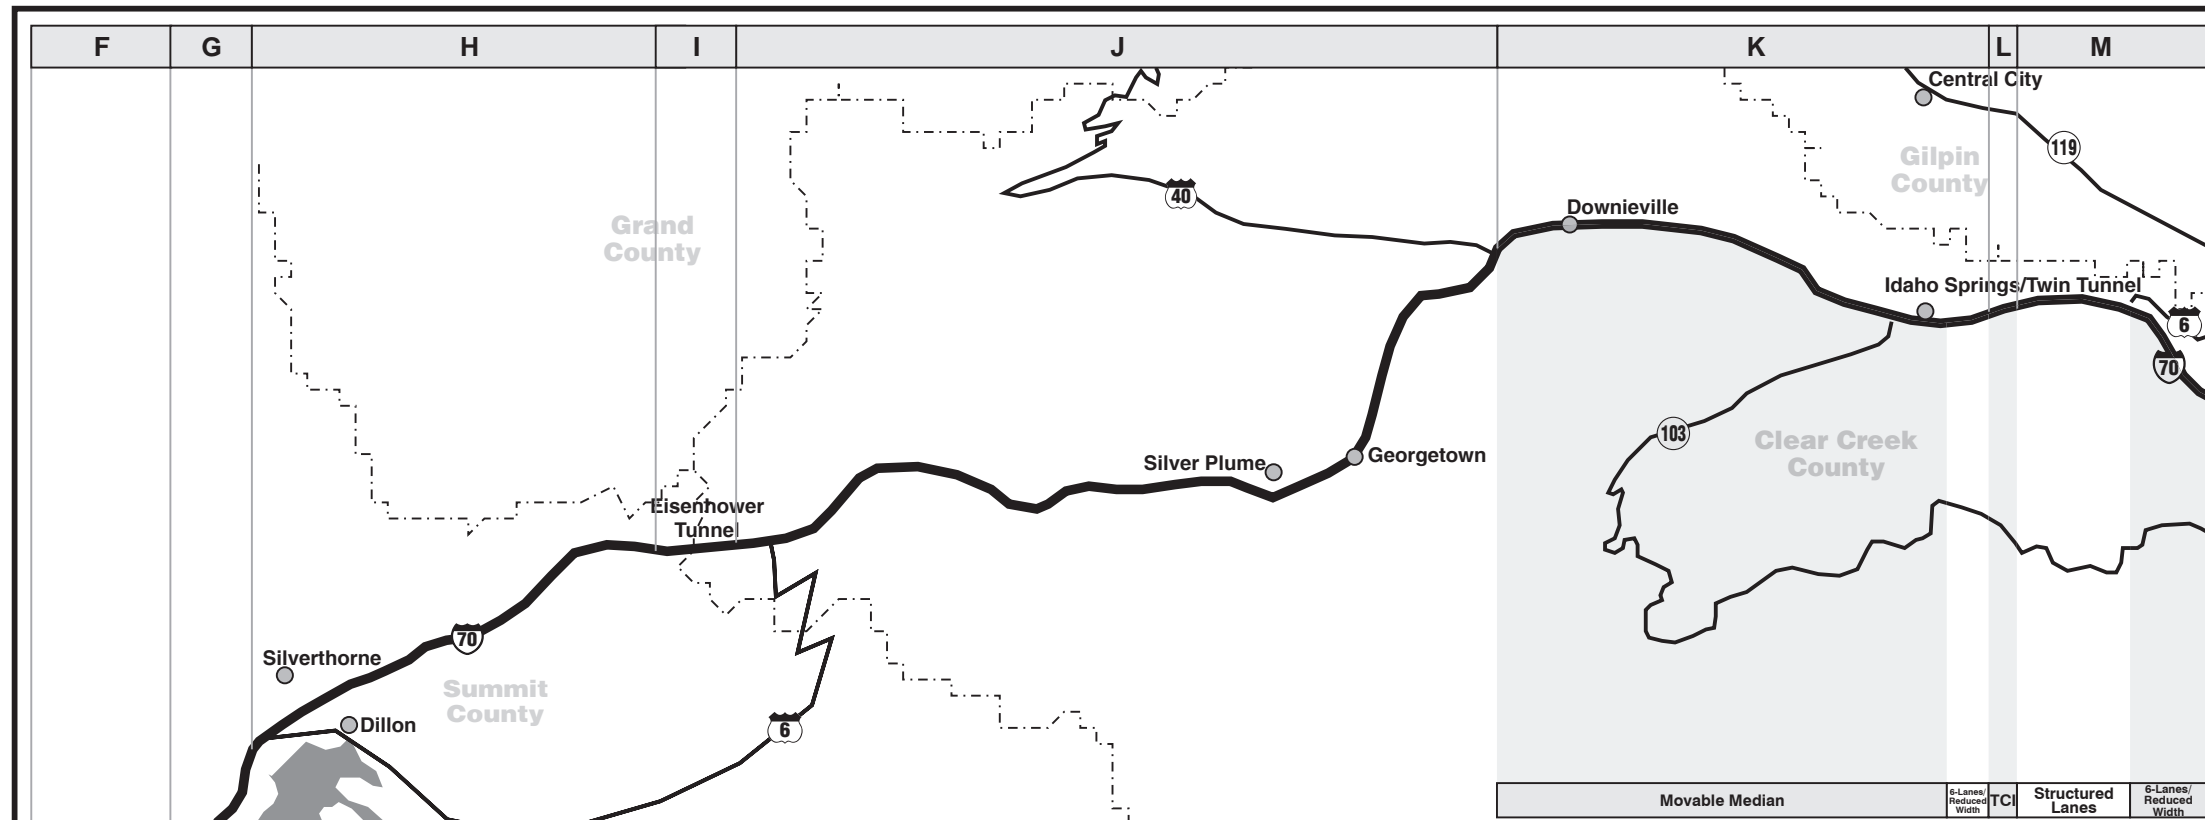 F G H I J K L M
Central City
119
Gilpin
County
40
Grand
County
Downieville
Idaho Springs/Twin Tunnel
6
70
103
Clear Creek
County
Silver Plume
Georgetown
Eisenhower
Tunnel
70
Silverthorne
Summit
County
Dillon
6
Movable Median
6-Lanes/
Reduced
Width
TCI
Structured
Lanes
6-Lanes/
Reduced
Width